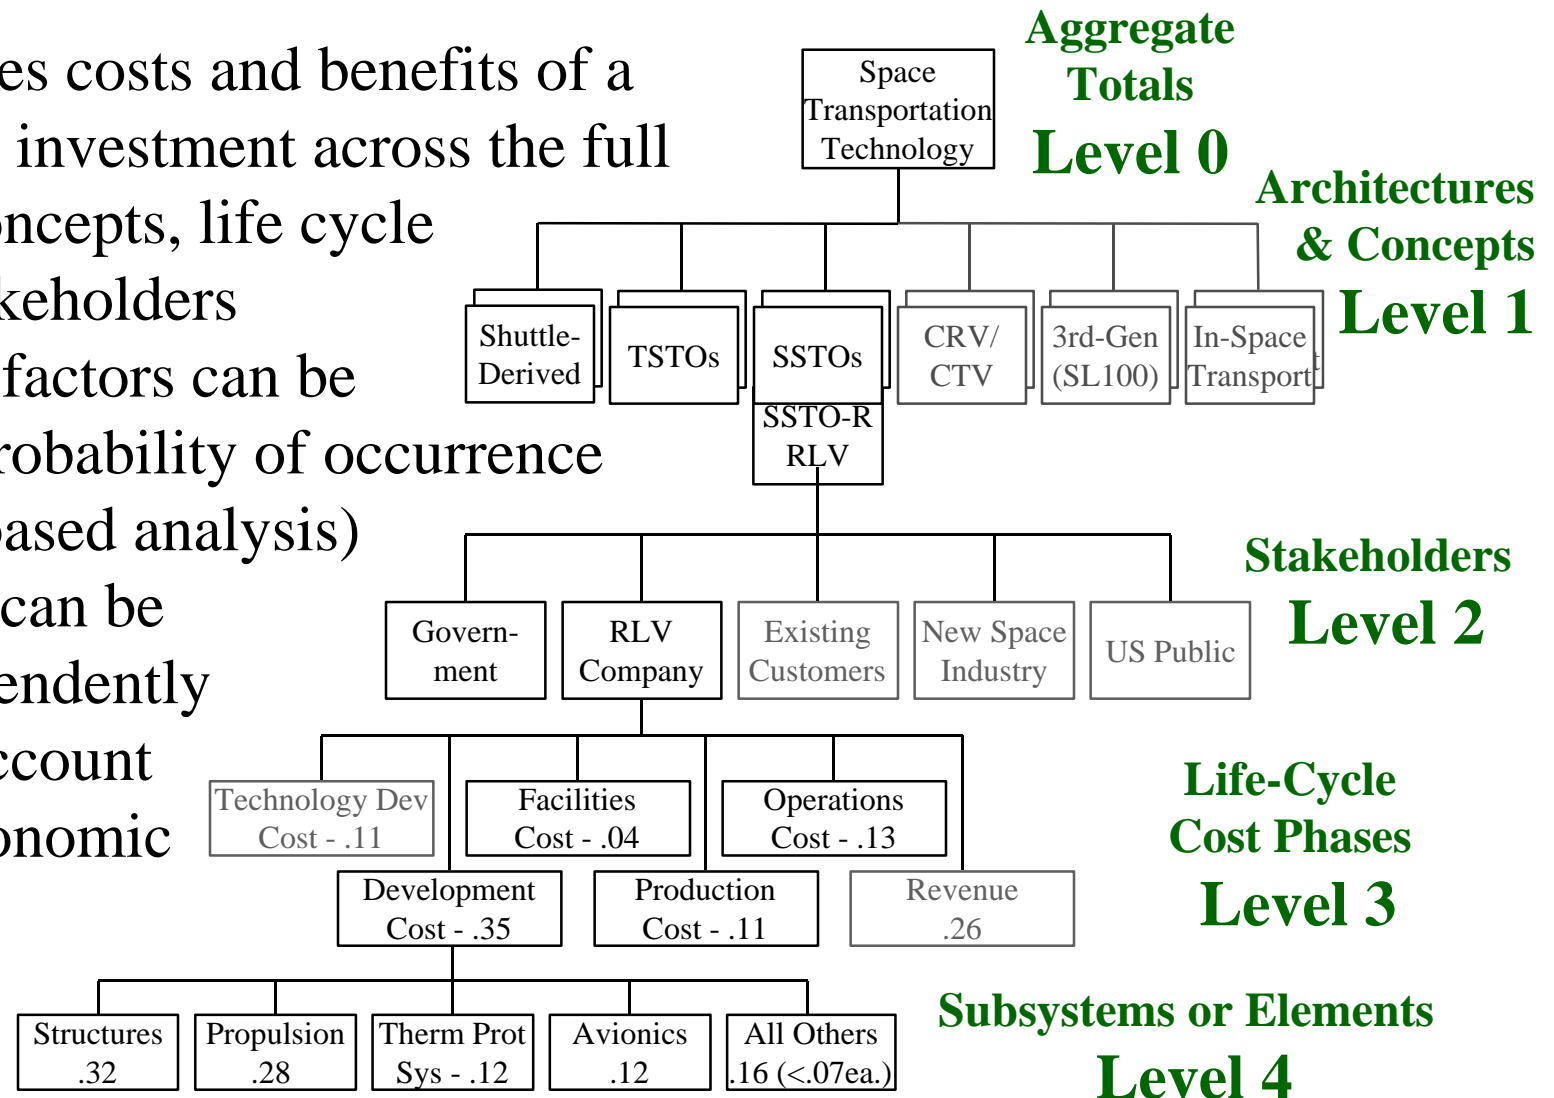 es costs and benefits of a
investment across the full
oncepts, life cycle
keholders
factors can be
robability of occurrence
based analysis)
can be
endently
ccount
onomic
Space
Transportation
Technology
Aggregate
Totals
Level 0
Architectures
& Concepts
Level 1
Shuttle-
Derived
TSTOs
SSTOs
CRV/
CTV
3rd-Gen
(SL100)
In-Space
Transport
SSTO-R
RLV
Stakeholders
Level 2
Govern-
ment
RLV
Company
Existing
Customers
New Space
Industry
US Public
Life-Cycle
Cost Phases
Level 3
Technology Dev
Cost - .11
Facilities
Cost - .04
Operations
Cost - .13
Development
Cost - .35
Production
Cost - .11
Revenue
.26
Subsystems or Elements
Level 4
Structures
.32
Propulsion
.28
Therm Prot
Sys - .12
Avionics
.12
All Others
.16 (<.07ea.)